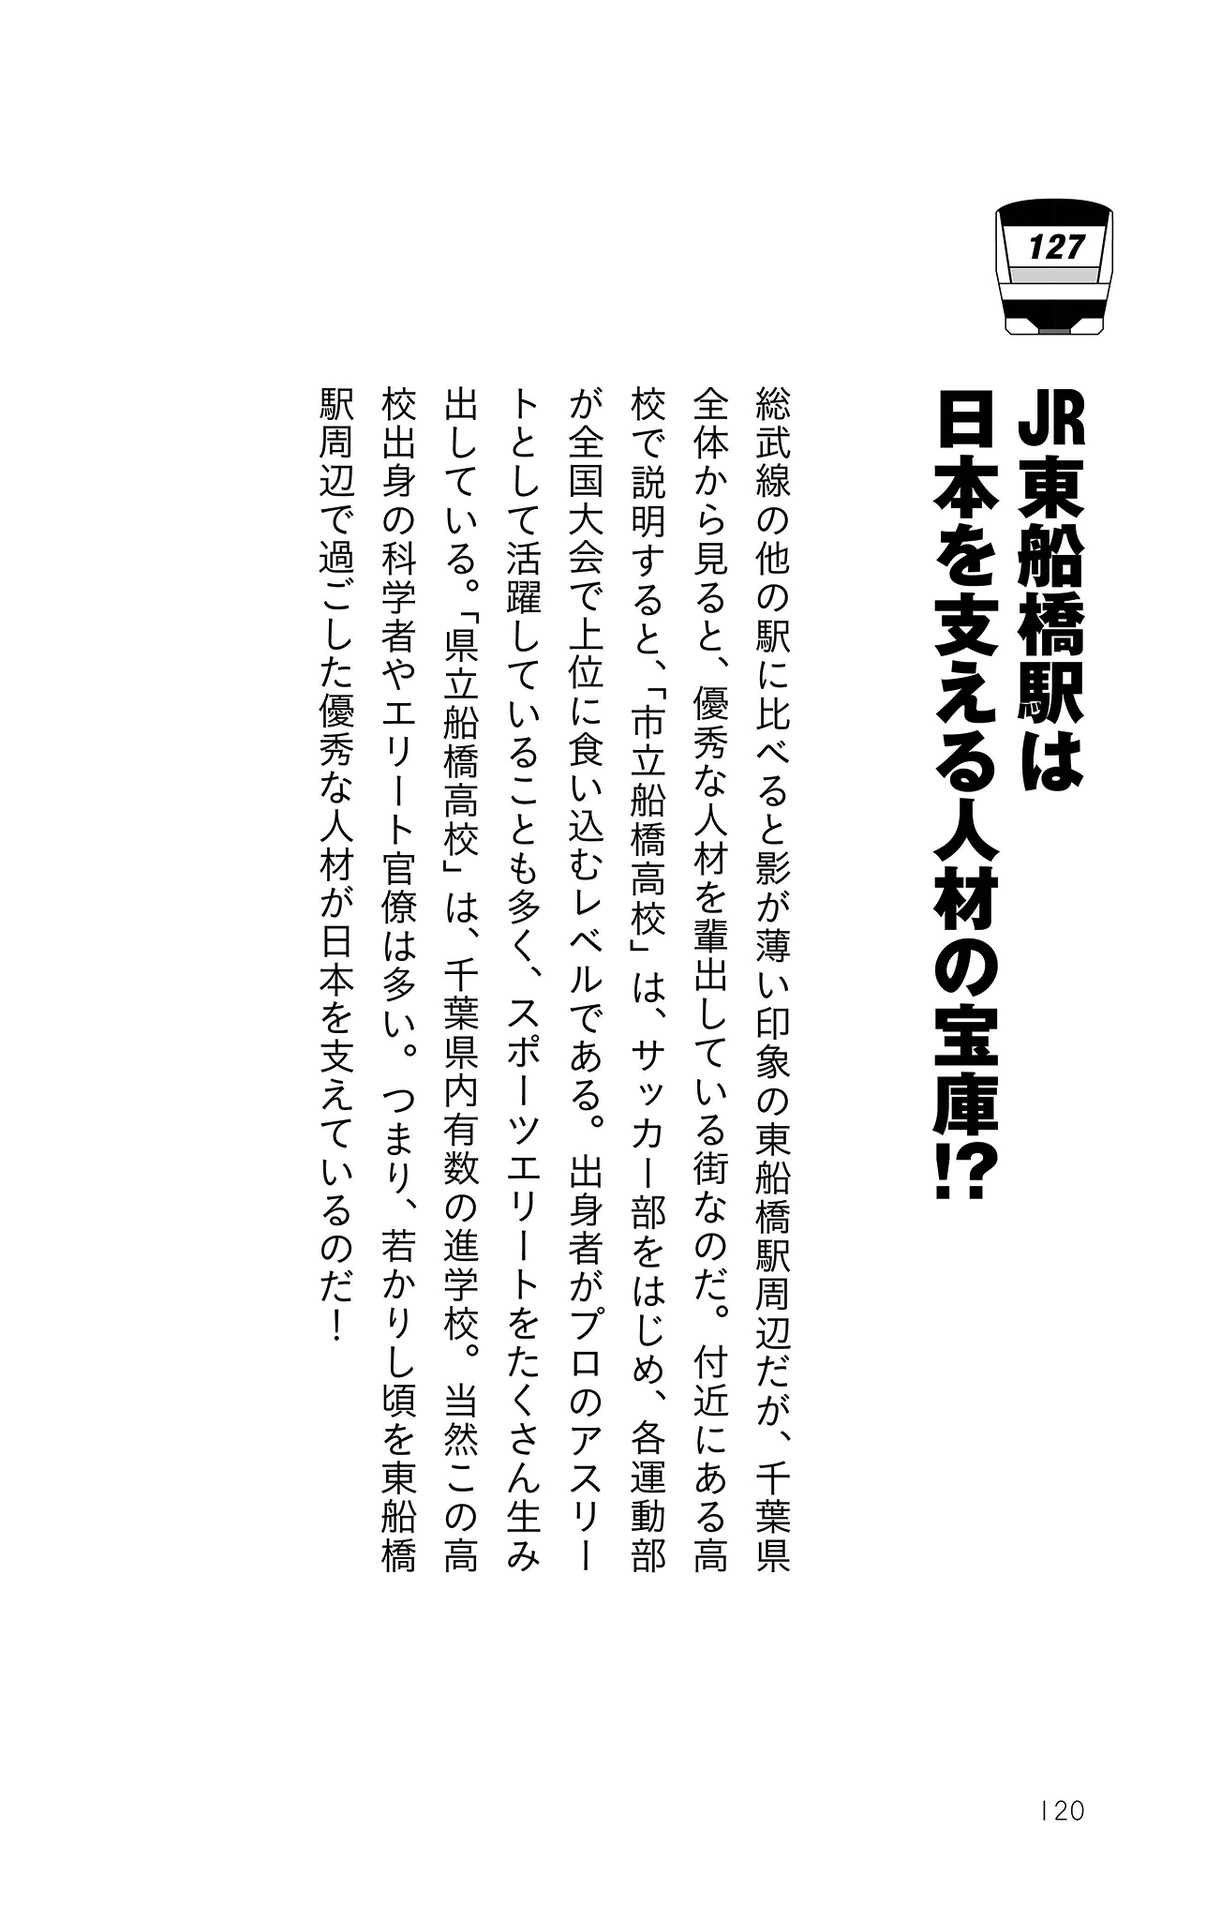 127
JR東船橋駅は
日本を支える人材の宝庫!?
総武線の他の駅に比べると影が薄い印象の東船橋駅周辺だが、千葉県
全体から見ると、優秀な人材を輩出している街なのだ。付近にある高
校で説明すると、「市立船橋高校」は、サッカー部をはじめ、各運動部
が全国大会で上位に食い込むレベルである。出身者がプロのアスリー
トとして活躍していることも多く、スポーツエリートをたくさん生み
出している。「県立船橋高校」は、千葉県内有数の進学校。当然この高
校出身の科学者やエリート官僚は多い。つまり、若かりし頃を東船橋
駅周辺で過ごした優秀な人材が日本を支えているのだ！
120